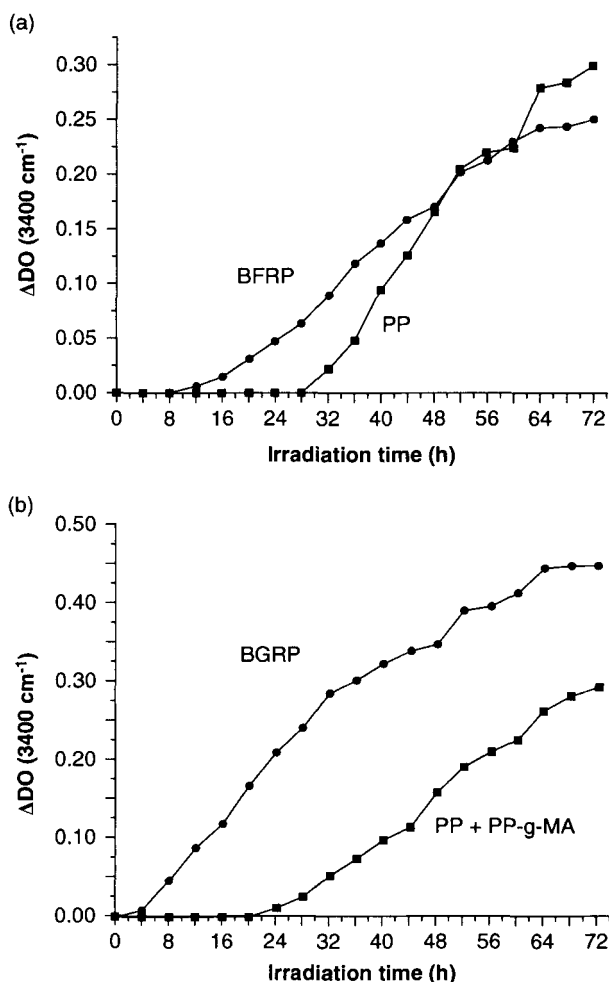 (a)
ΔDO (3400 cm⁻¹)
0.30
0.25
0.20
0.15
0.10
0.05
0.00
BFRP
PP
0 8 16 24 32 40 48 56 64 72
Irradiation time (h)
(b)
ΔDO (3400 cm⁻¹)
0.50
0.40
0.30
0.20
0.10
0.00
BGRP
PP + PP-g-MA
0 8 16 24 32 40 48 56 64 72
Irradiation time (h)